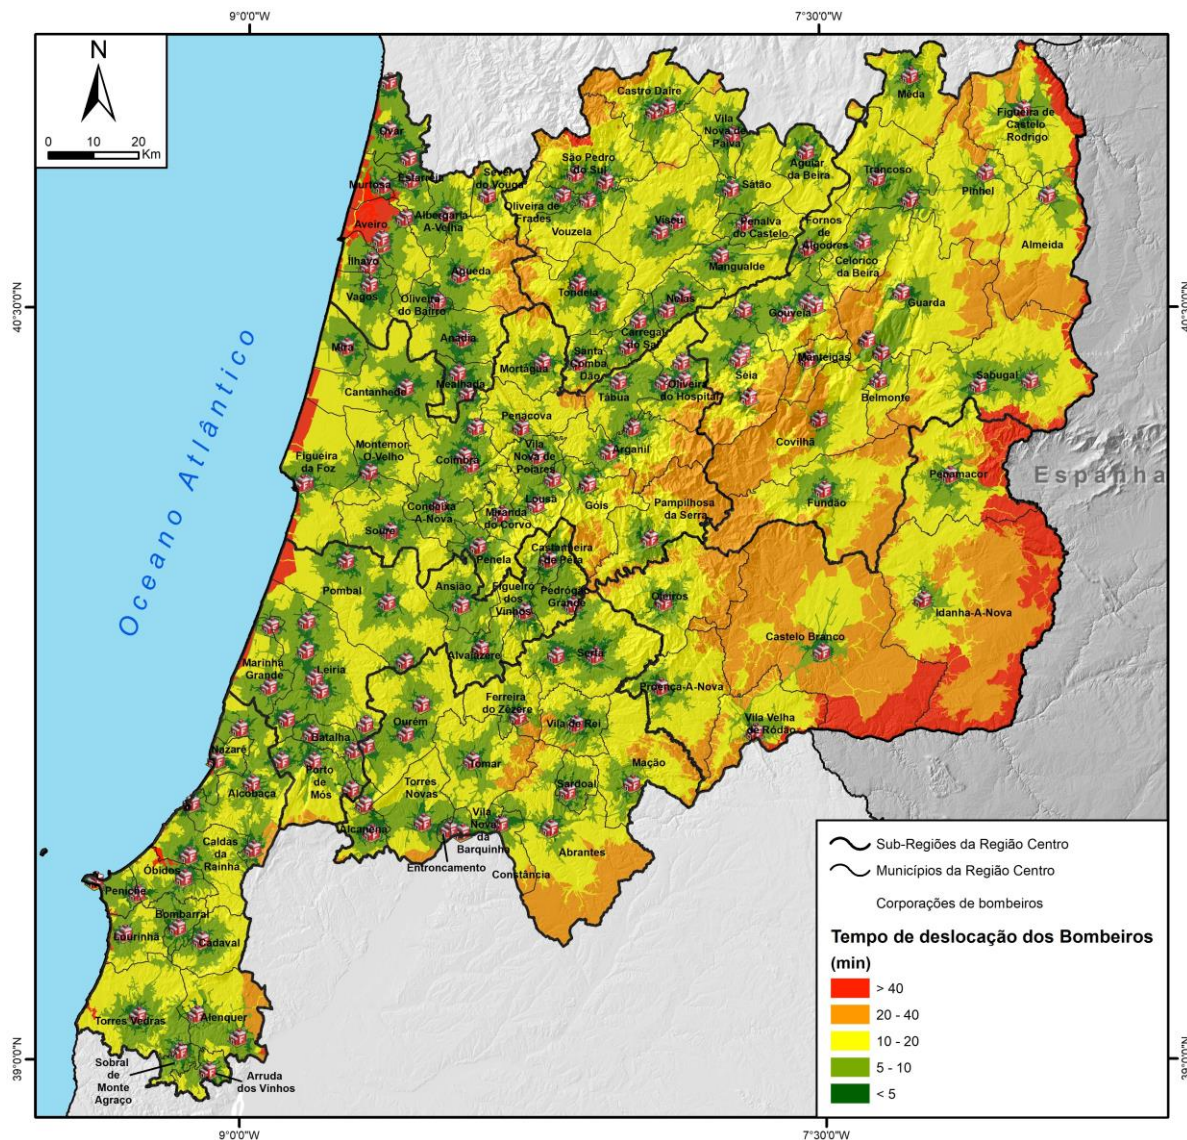 9°0'0"W
7°30'0"W
N
0
10
20
Km
Castro Daire
Mêda
Figueira de
Castelo
Rodrigo
Vila
Nova de
Paiva
Ovar
Aguiar
da Beira
Trancoso
Pinhel
São Pedro
do Sul
Sever
do Vouga
Estarreja
Murtosa
Sátão
Oliveira de
Frades
Albergaria-
A-Velha
Aveiro
Viseu
Penalva
do Castelo
Fornos
de
Algodres
Vouzela
Almeida
Celorico
da Beira
Ílhavo
Mangualde
Águeda
Vagos
Oliveira
do Bairro
Tondela
Nelas
Guarda
Gouveia
40°30'0"N
40°30'0"N
Carregal
do Sal
Anadia
Mira
Mortágua
Santa
Comba
Dão
Manteigas
Seia
Sabugal
Mealhada
Cantanhede
Tábua
Oliveira
do Hospital
Belmonte
Penacova
Covilhã
Oceano Atlântico
Montemor-
O-Velho
Figueira
da Foz
Coimbra
Vila
Nova de
Poiares
Arganil
Penamacor
Espanha
Lousã
Góis
Pampilhosa
da Serra
Fundão
Condeixa
A-Nova
Miranda
do Corvo
Soure
Penela
Castanheira
de Pêra
Pombal
Ansião
Figueiró
dos
Vinhos
Pedrógão
Grande
Oleiros
Idanha-A-Nova
Castelo Branco
Alvaiázere
Sertã
Marinha
Grande
Leiria
Proença-A-Nova
Ferreira
do Zêzere
Vila de Rei
Vila Velha
de Ródão
Ourém
Batalha
Nazaré
Tomar
Mação
Porto
de
Mós
Alcobaça
Torres
Novas
Sardoal
Vila
Nova
da
Barquinha
Alcanena
Caldas
da
Rainha
Entroncamento
Abrantes
Constância
Óbidos
Peniche
Bombarral
Lourinhã
Cadaval
Torres Vedras
Alenquer
Sobral
de
Monte
Agraço
Arruda
dos Vinhos
Sub-Regiões da Região Centro
Municípios da Região Centro
Corporações de bombeiros
Tempo de deslocação dos Bombeiros
(min)
> 40
20 - 40
10 - 20
5 - 10
< 5
39°0'0"N
39°0'0"N
9°0'0"W
7°30'0"W